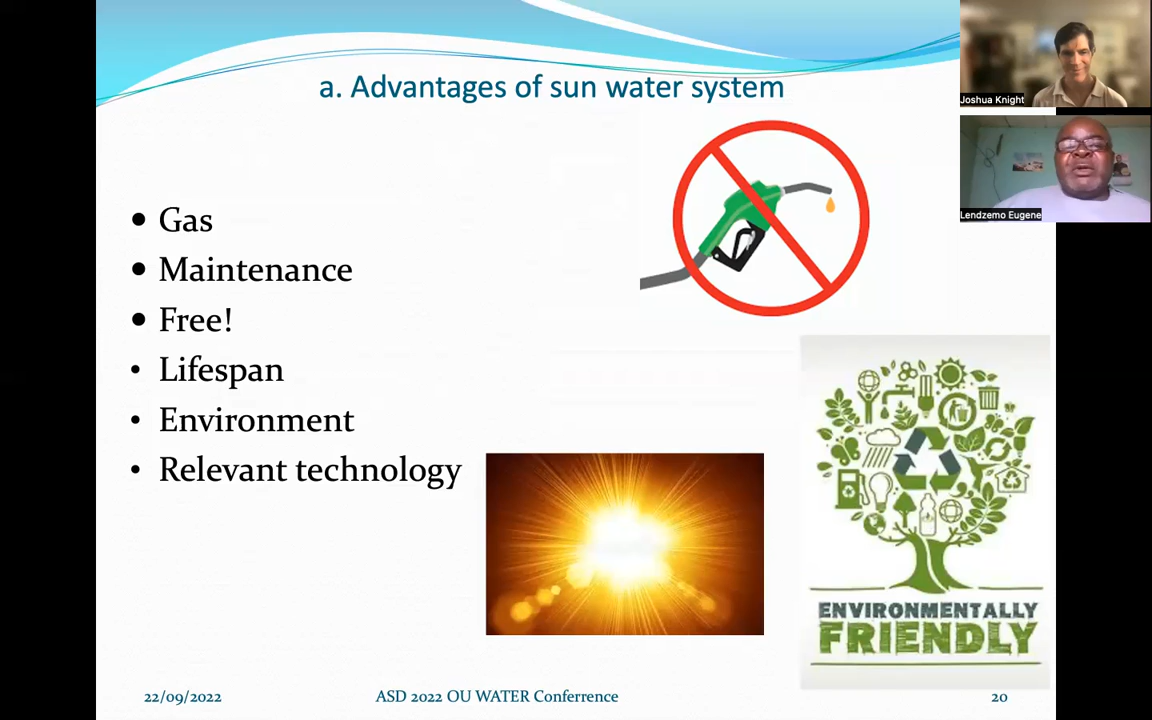 a. Advantages of sun water system
Joshua Knight
Lendzemo Eugene
• Gas
• Maintenance
• Free!
• Lifespan
• Environment
• Relevant technology
ENVIRONMENTALLY
FRIENDLY
22/09/2022
ASD 2022 OU WATER Conferrence
20